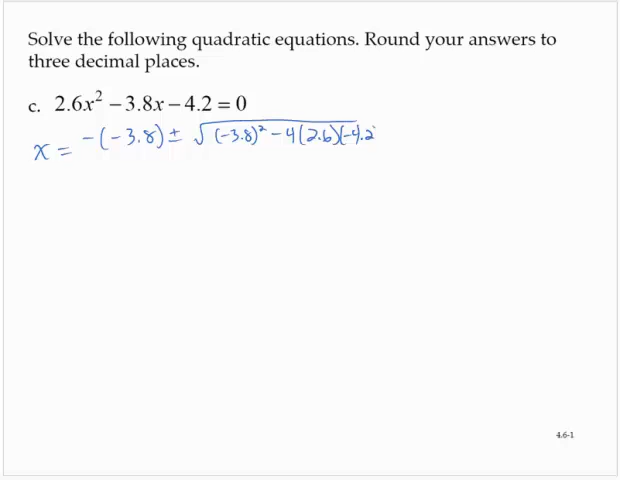 Solve the following quadratic equations. Round your answers to
three decimal places.
c. 2.6x² − 3.8x − 4.2 = 0
x = −(−3.8) ± √(−3.8)² − 4(2.6)(−4.2
4.6-1